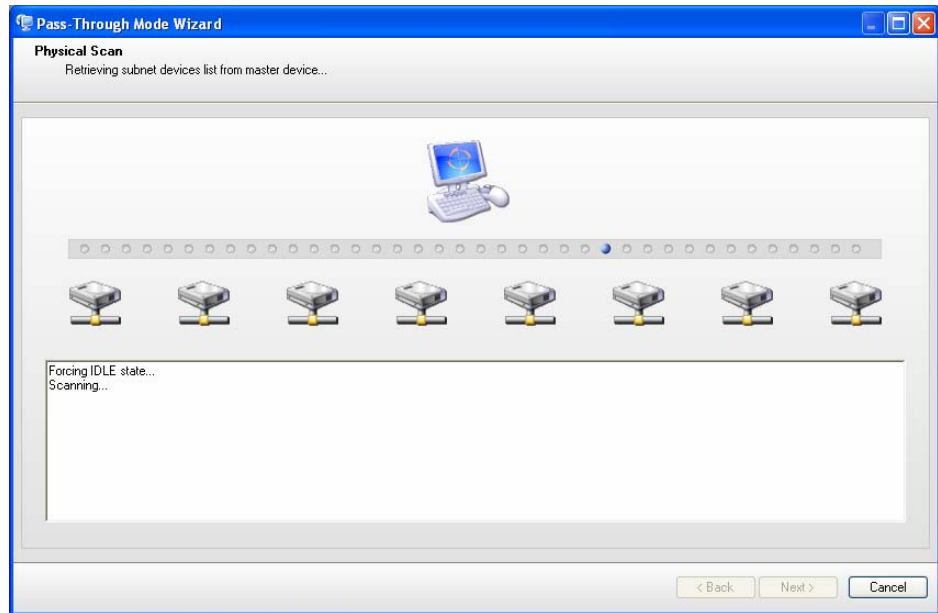 Pass-Through Mode Wizard
Physical Scan
Retrieving subnet devices list from master device...
Forcing IDLE state...
Scanning...
< Back
Next >
Cancel